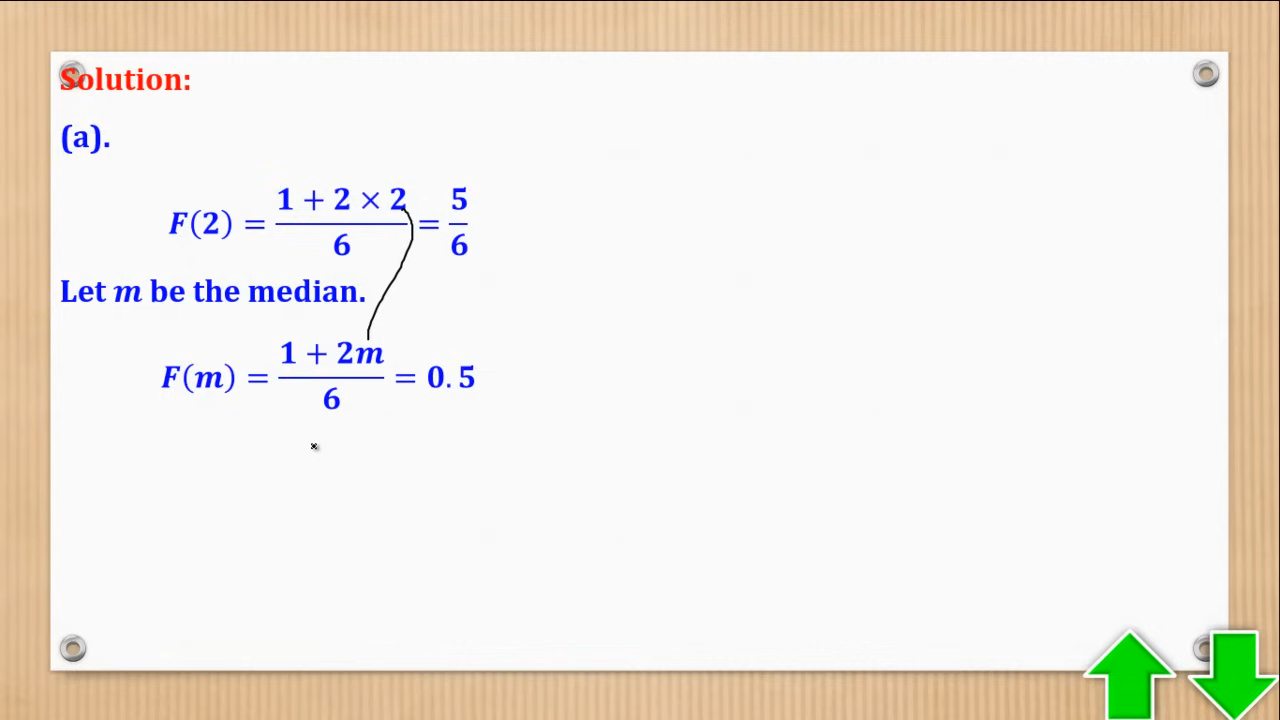 Solution:
(a).
F(2) = (1 + 2 × 2)/6 = 5/6
Let m be the median.
F(m) = (1 + 2m)/6 = 0.5